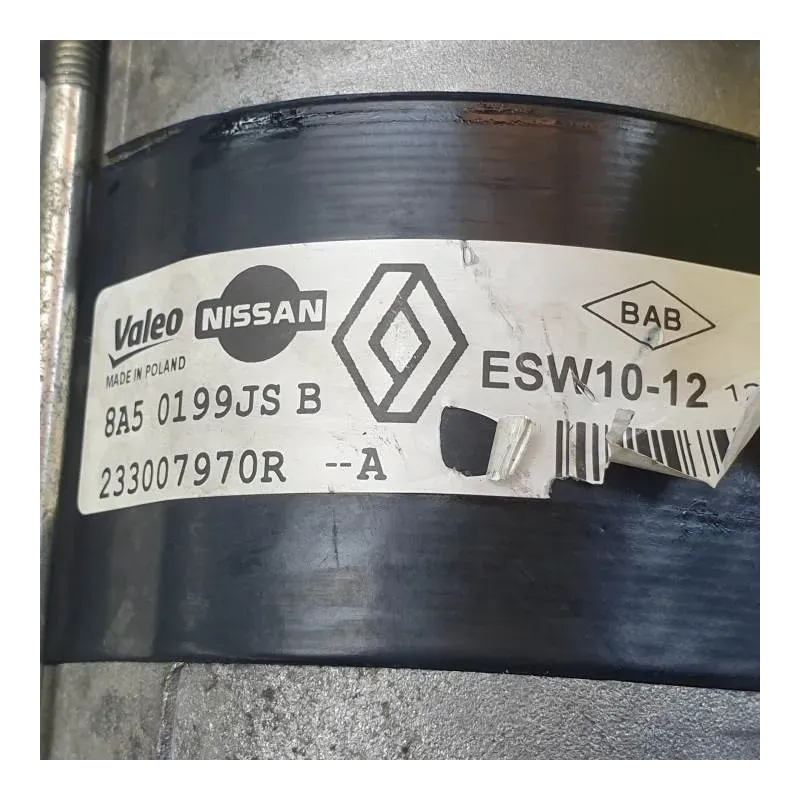 Valeo NISSAN BAB
MADE IN POLAND
ESW10-12
8A5 0199JS B
233007970R --A